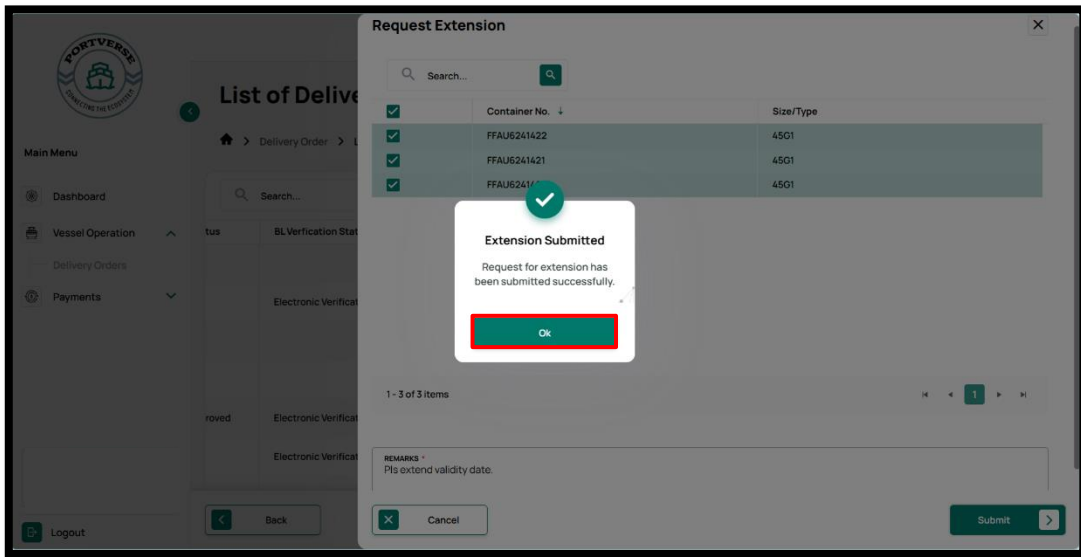 PORTVERSE
Request Extension
Search...
List of Delive
Container No. ↓ Size/Type
FFAU6241422 45G1
Delivery Order >
FFAU6241421 45G1
Main Menu
45G1
Dashboard
Search...
Vessel Operation
tus BL Verfication Stat
Extension Submitted
Delivery Orders
Request for extension has
been submitted successfully.
Payments
Electronic Verificat
Ok
1 - 3 of 3 items
1
roved Electronic Verificat
Electronic Verificat
REMARKS *
Pls extend validity date.
Logout
Back
Cancel
Submit